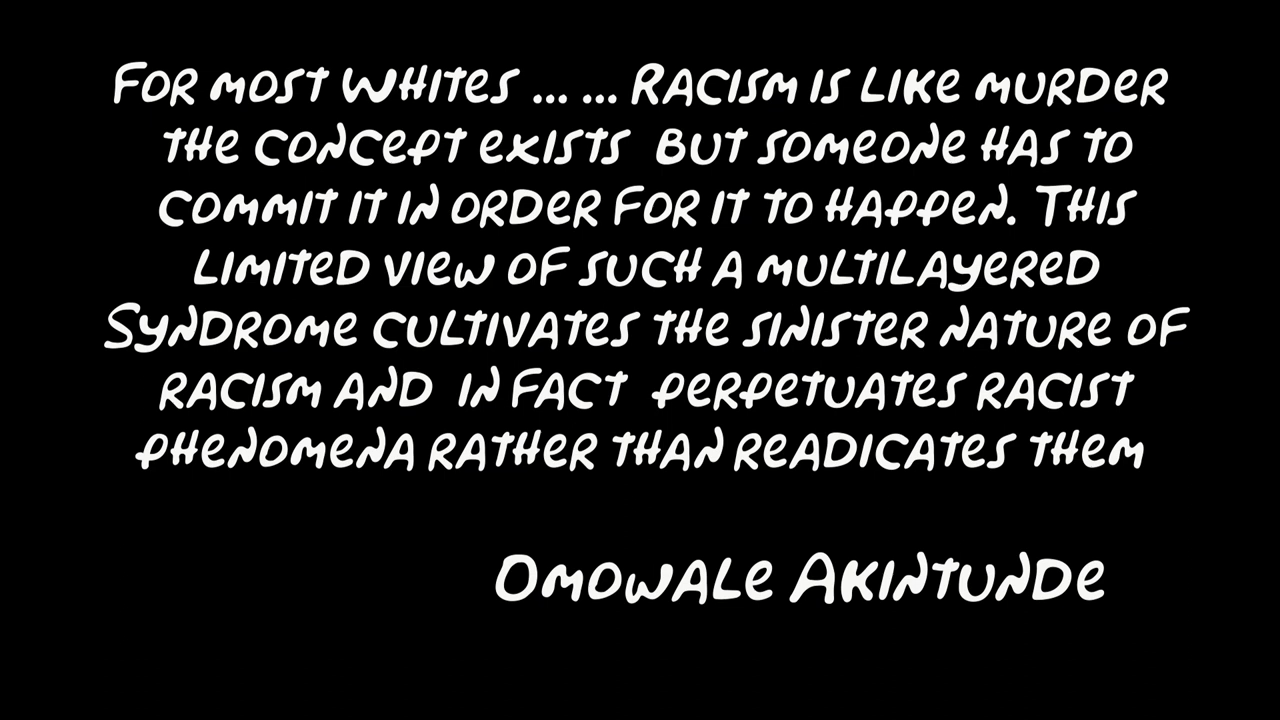 For most Whites ... ... Racism is like murder
the concept exists but someone has to
commit it in order for it to happen. This
limited view of such a multilayered
Syndrome cultivates the sinister nature of
racism and in fact perpetuates racist
phenomena rather than readicates them
Omowale Akintunde